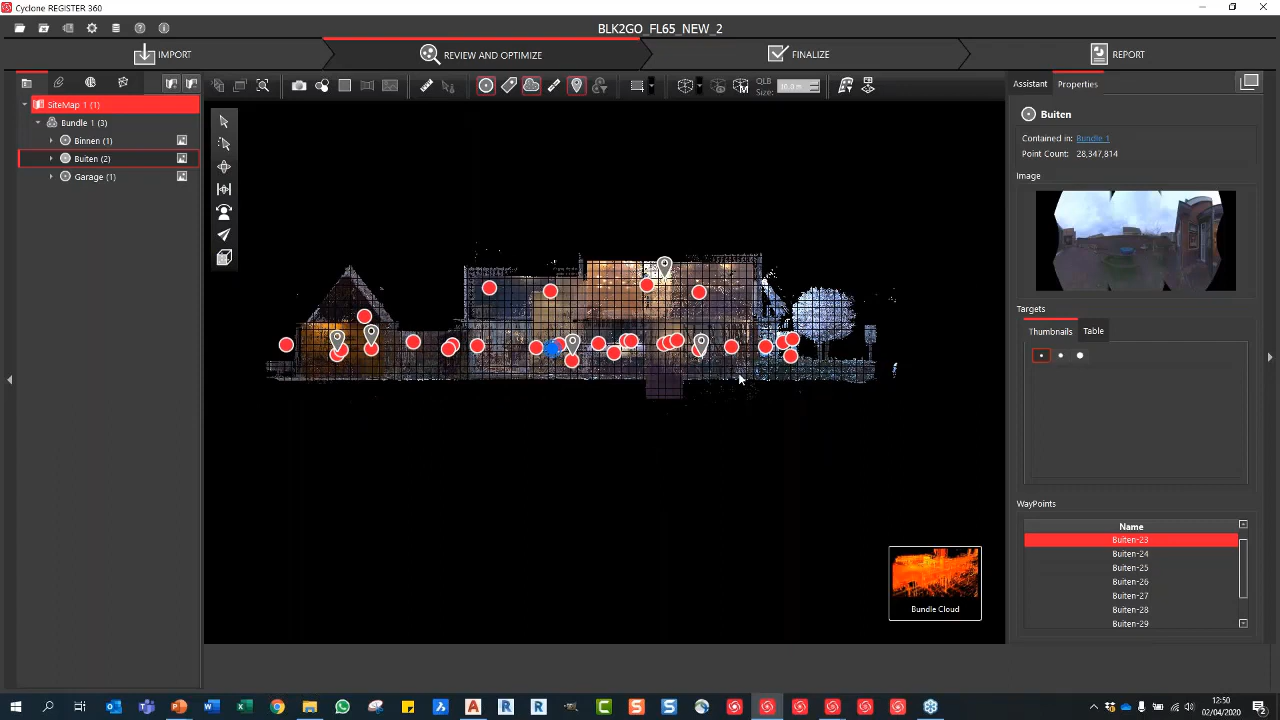 Cyclone REGISTER 360
BLK2GO_FL65_NEW_2
IMPORT
REVIEW AND OPTIMIZE
FINALIZE
REPORT
QLB
Size:
10.0 m
Assistant
Properties
SiteMap 1 (1)
Bundle 1 (3)
Binnen (1)
Buiten (2)
Garage (1)
Buiten
Contained in: Bundle 1
Point Count: 28,347,814
Image
Targets
Thumbnails
Table
WayPoints
Name
Buiten-23
Buiten-24
Buiten-25
Buiten-26
Buiten-27
Buiten-28
Buiten-29
Bundle Cloud
12:50
02/04/2020